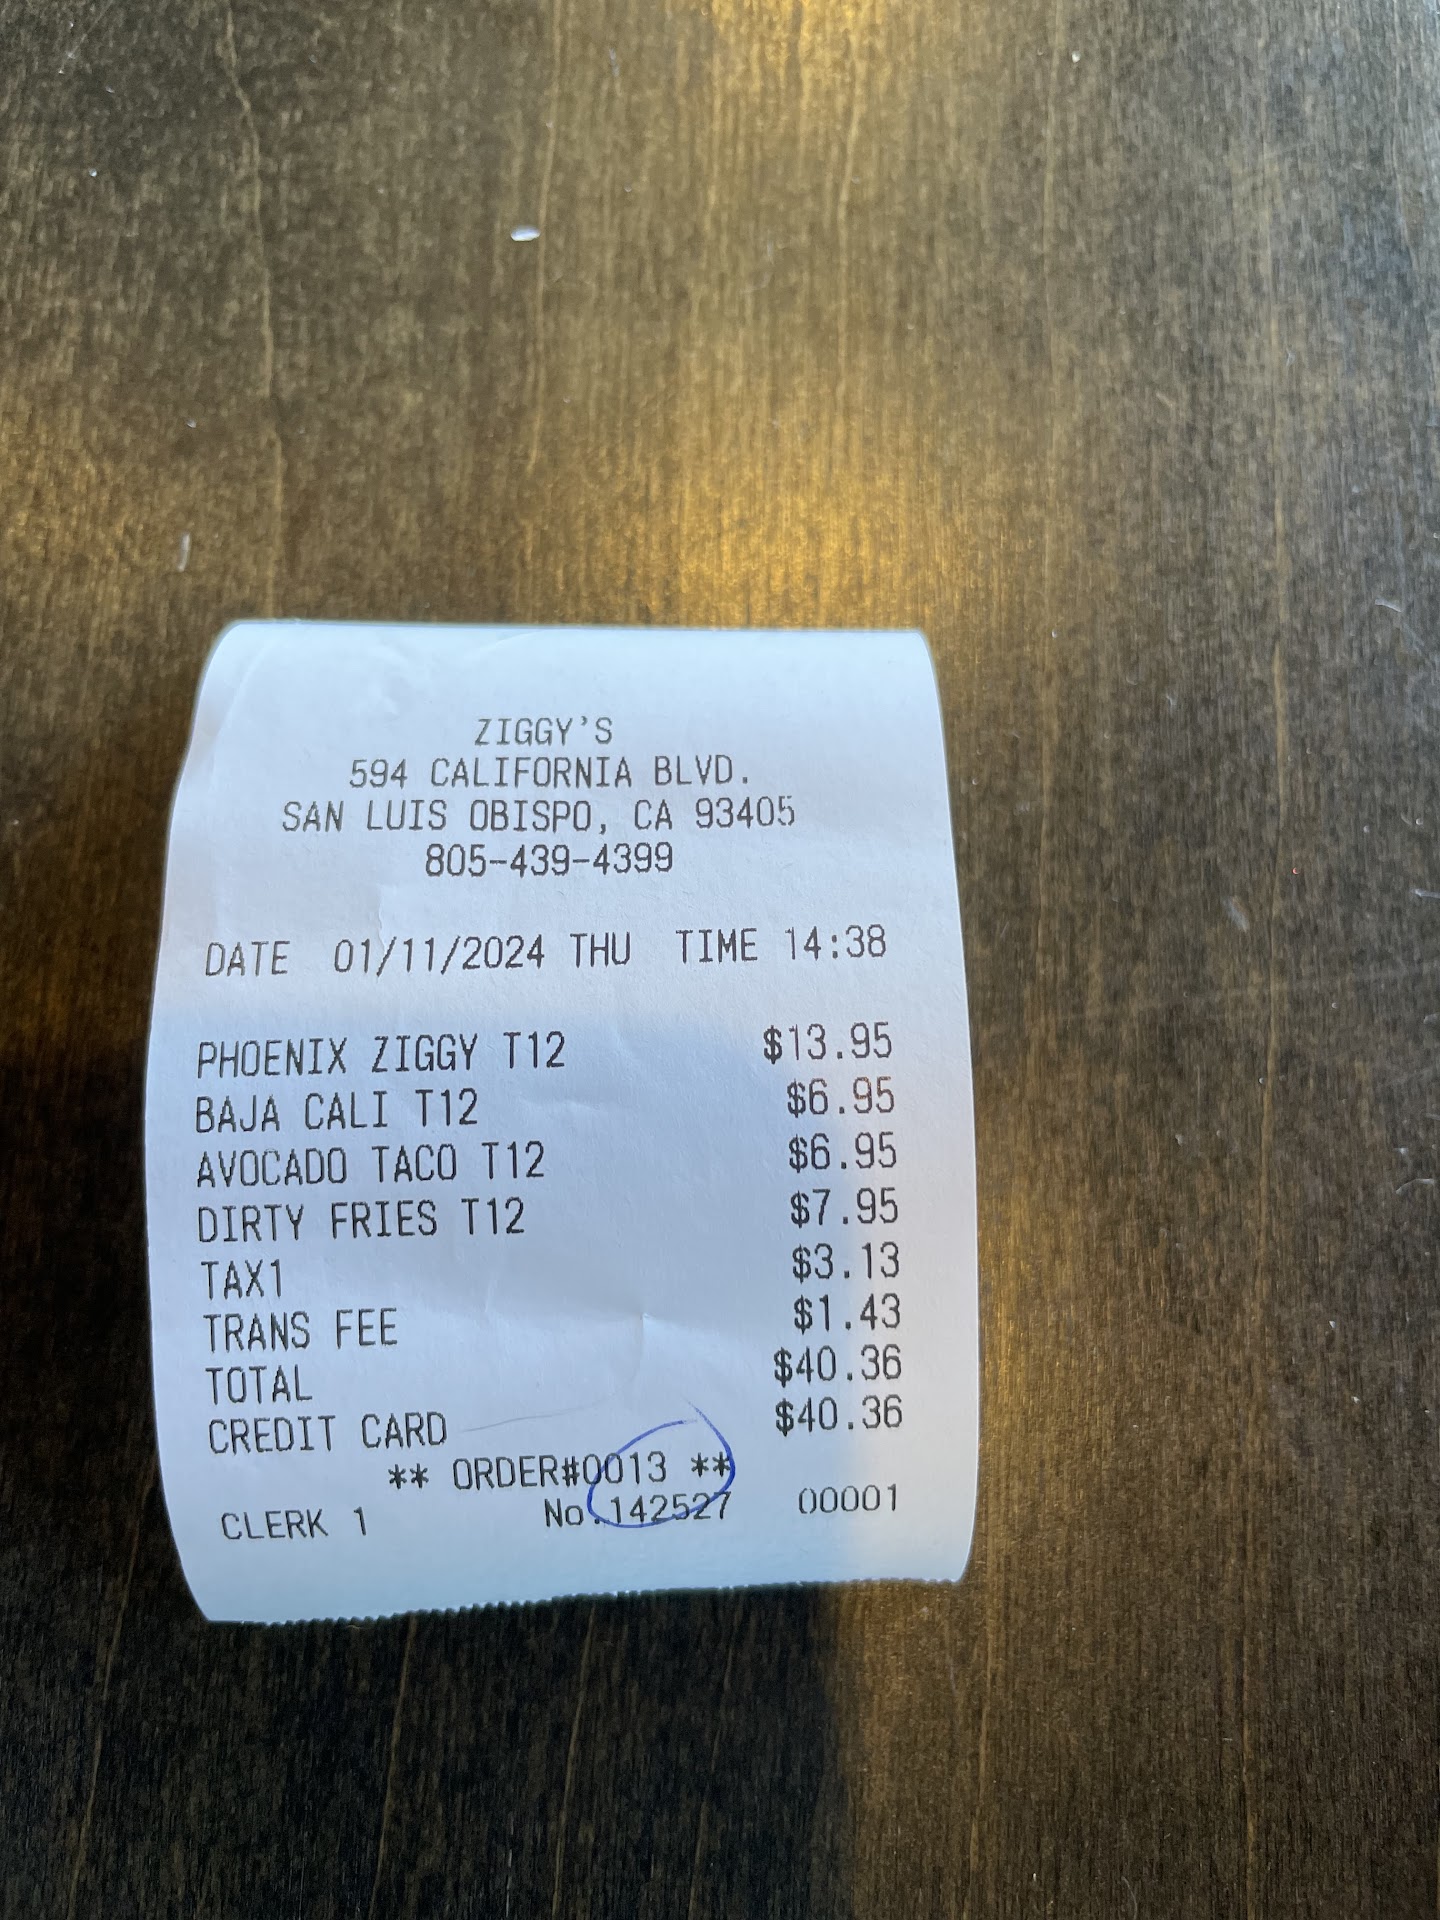 ZIGGY'S
594 CALIFORNIA BLVD.
SAN LUIS OBISPO, CA 93405
805-439-4399
DATE 01/11/2024 THU TIME 14:38
PHOENIX ZIGGY T12 $13.95
BAJA CALI T12 $6.95
AVOCADO TACO T12 $6.95
DIRTY FRIES T12 $7.95
TAX1 $3.13
TRANS FEE $1.43
TOTAL $40.36
CREDIT CARD $40.36
** ORDER#0013 **
CLERK 1 No.142527 00001